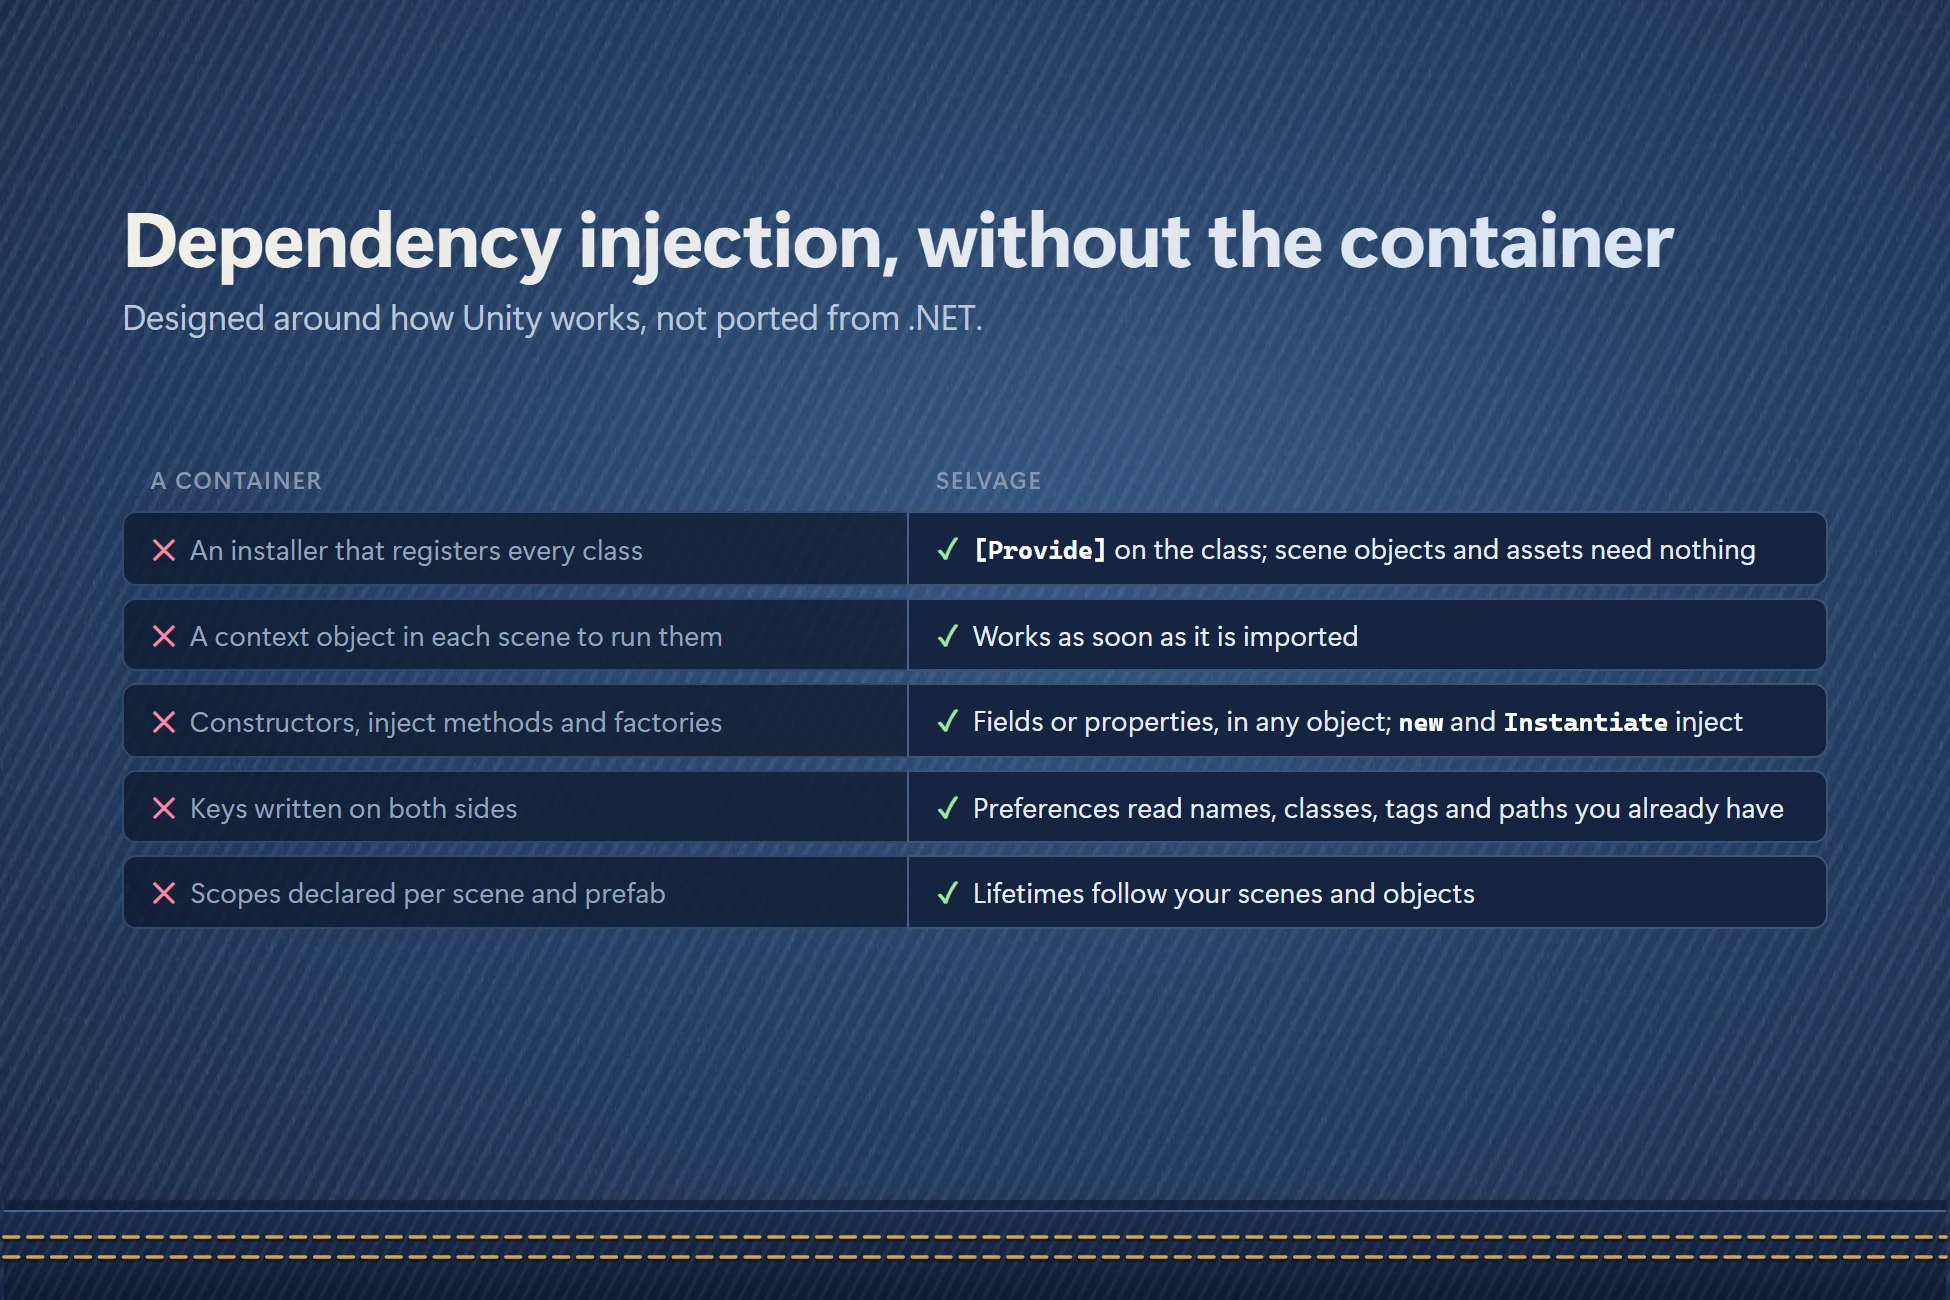 Dependency injection, without the container
Designed around how Unity works, not ported from .NET.
A CONTAINER
SELVAGE
An installer that registers every class
[Provide] on the class; scene objects and assets need nothing
A context object in each scene to run them
Works as soon as it is imported
Constructors, inject methods and factories
Fields or properties, in any object; new and Instantiate inject
Keys written on both sides
Preferences read names, classes, tags and paths you already have
Scopes declared per scene and prefab
Lifetimes follow your scenes and objects